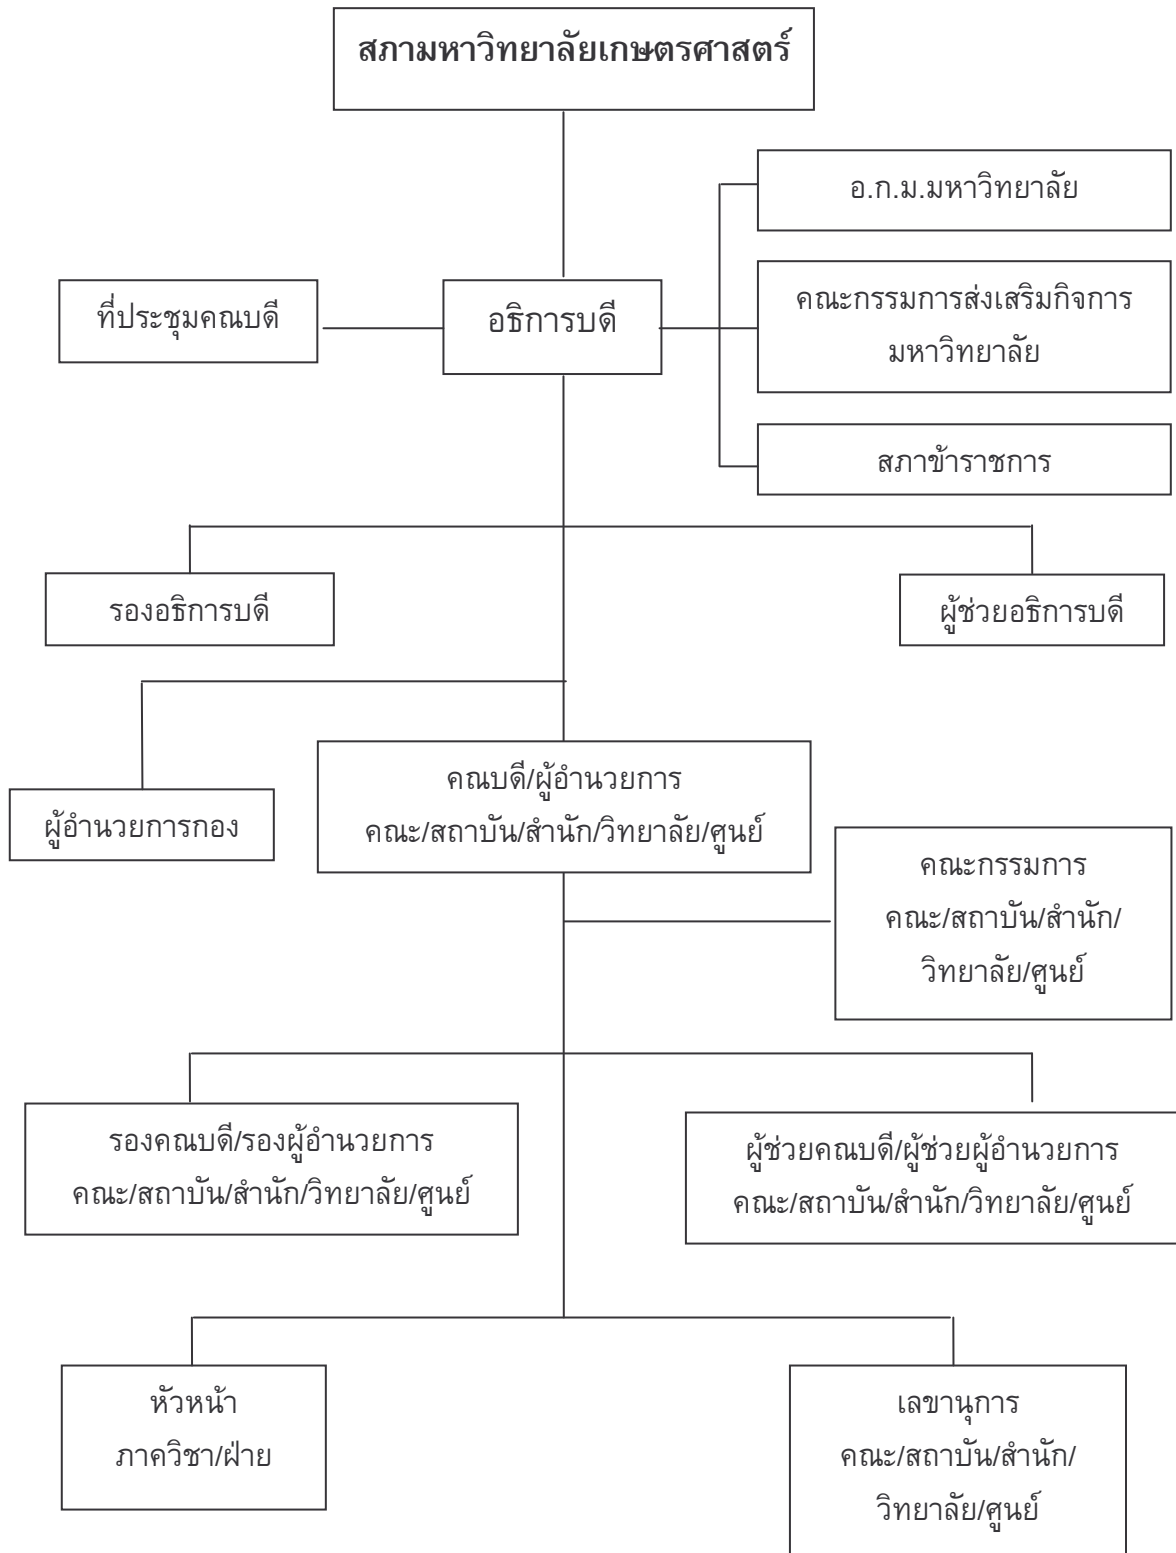 สภามหาวิทยาลัยเกษตรศาสตร์
อ.ก.ม.มหาวิทยาลัย
ที่ประชุมคณบดี
อธิการบดี
คณะกรรมการส่งเสริมกิจการ
มหาวิทยาลัย
สภาข้าราชการ
รองอธิการบดี
ผู้ช่วยอธิการบดี
ผู้อำนวยการกอง
คณบดี/ผู้อำนวยการ
คณะ/สถาบัน/สำนัก/วิทยาลัย/ศูนย์
คณะกรรมการ
คณะ/สถาบัน/สำนัก/
วิทยาลัย/ศูนย์
รองคณบดี/รองผู้อำนวยการ
คณะ/สถาบัน/สำนัก/วิทยาลัย/ศูนย์
ผู้ช่วยคณบดี/ผู้ช่วยผู้อำนวยการ
คณะ/สถาบัน/สำนัก/วิทยาลัย/ศูนย์
หัวหน้า
ภาควิชา/ฝ่าย
เลขานุการ
คณะ/สถาบัน/สำนัก/
วิทยาลัย/ศูนย์